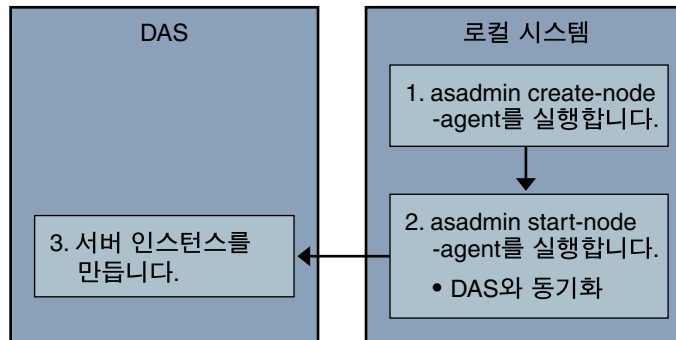 DAS
로컬 시스템
1. asadmin create-node
-agent를 실행합니다.
2. asadmin start-node
-agent를 실행합니다.
• DAS와 동기화
3. 서버 인스턴스를
만듭니다.